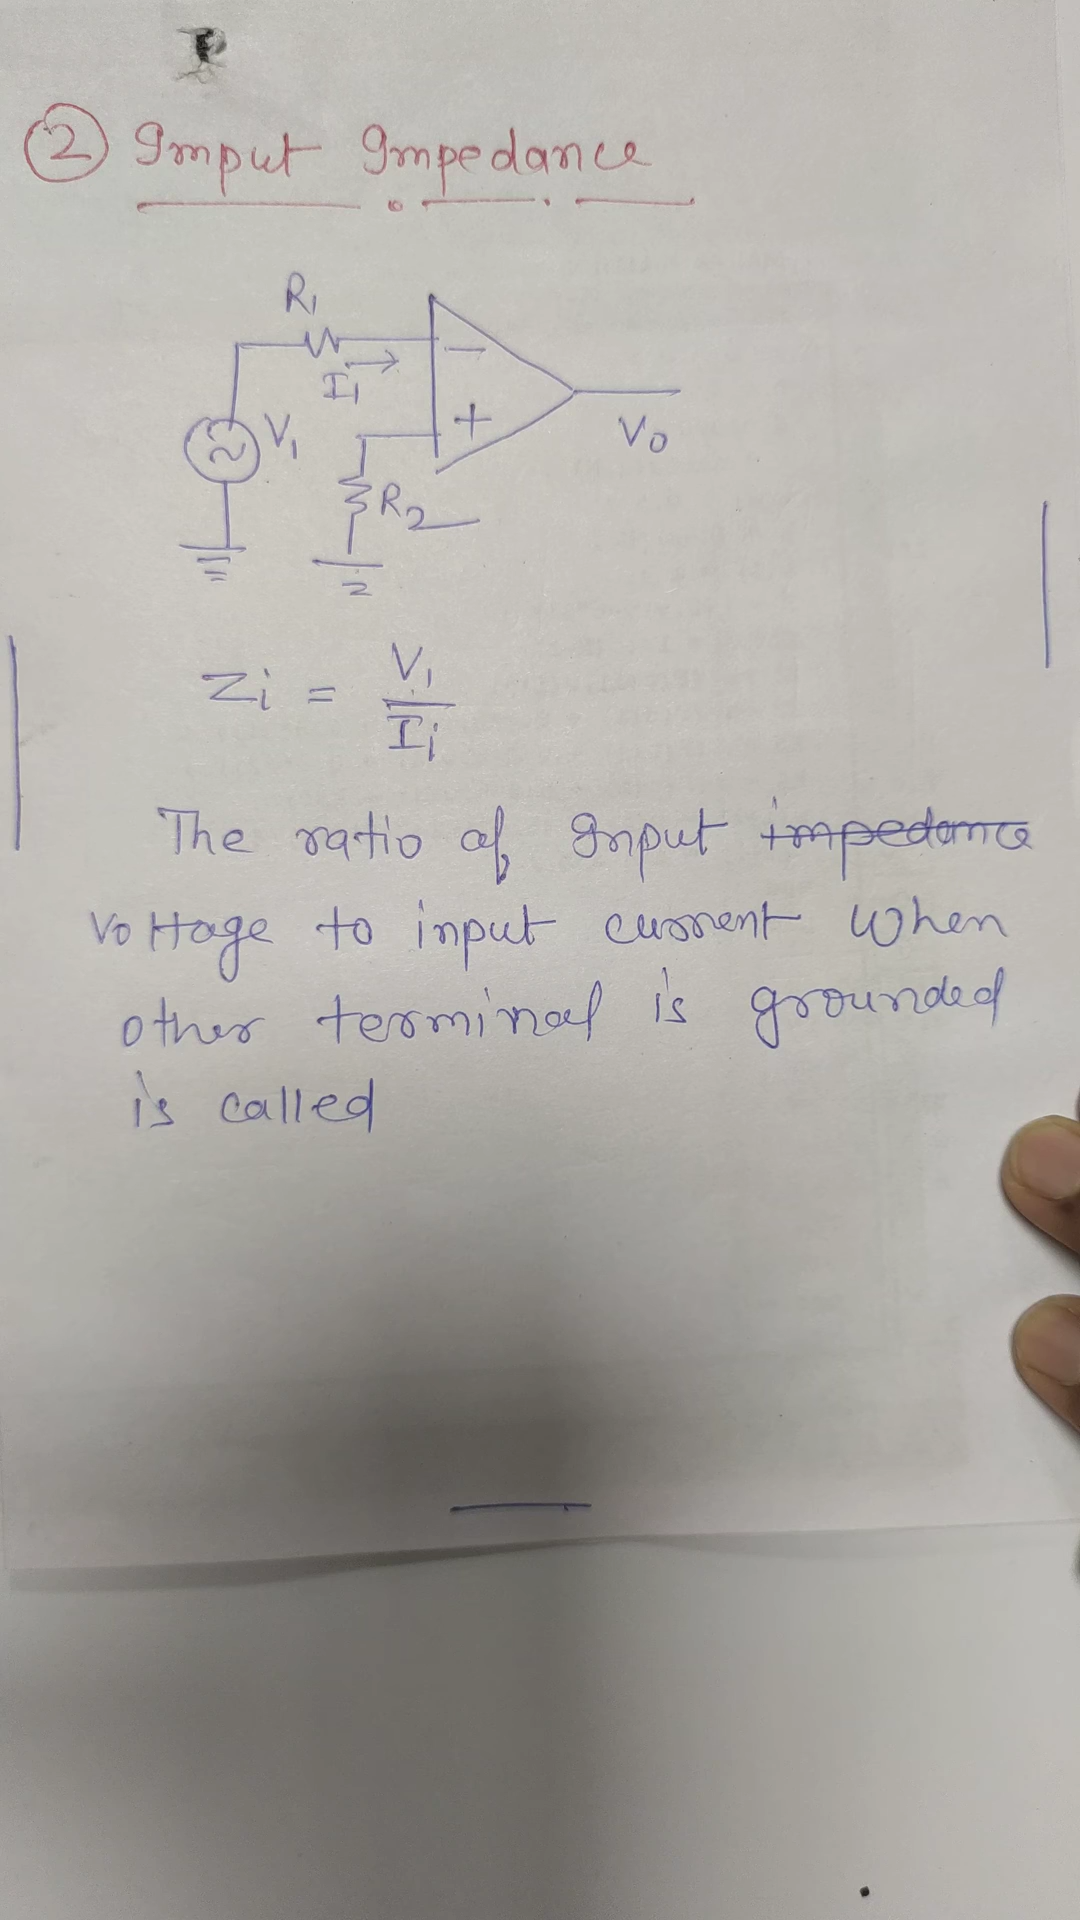 ② Input Impedance
R1
I1
−
V1
+
Vo
R2
Zi = V1 / Ii
The ratio of input impedance
voltage to input current when
other terminal is grounded
is called